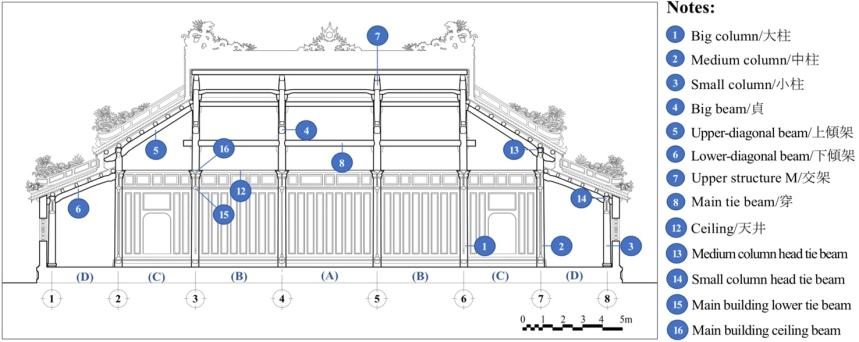 Notes:
1 Big column/大柱
2 Medium column/中柱
3 Small column/小柱
4 Big beam/貞
5 Upper-diagonal beam/上傾架
6 Lower-diagonal beam/下傾架
7 Upper structure M/交架
8 Main tie beam/穿
12 Ceiling/天井
13 Medium column head tie beam
14 Small column head tie beam
15 Main building lower tie beam
16 Main building ceiling beam
7
4
16
13
5
8
12
14
6
15
1
2
3
(D) (C) (B) (A) (B) (C) (D)
1 2 3 4 5 6 7 8
0 1 2 3 4 5m